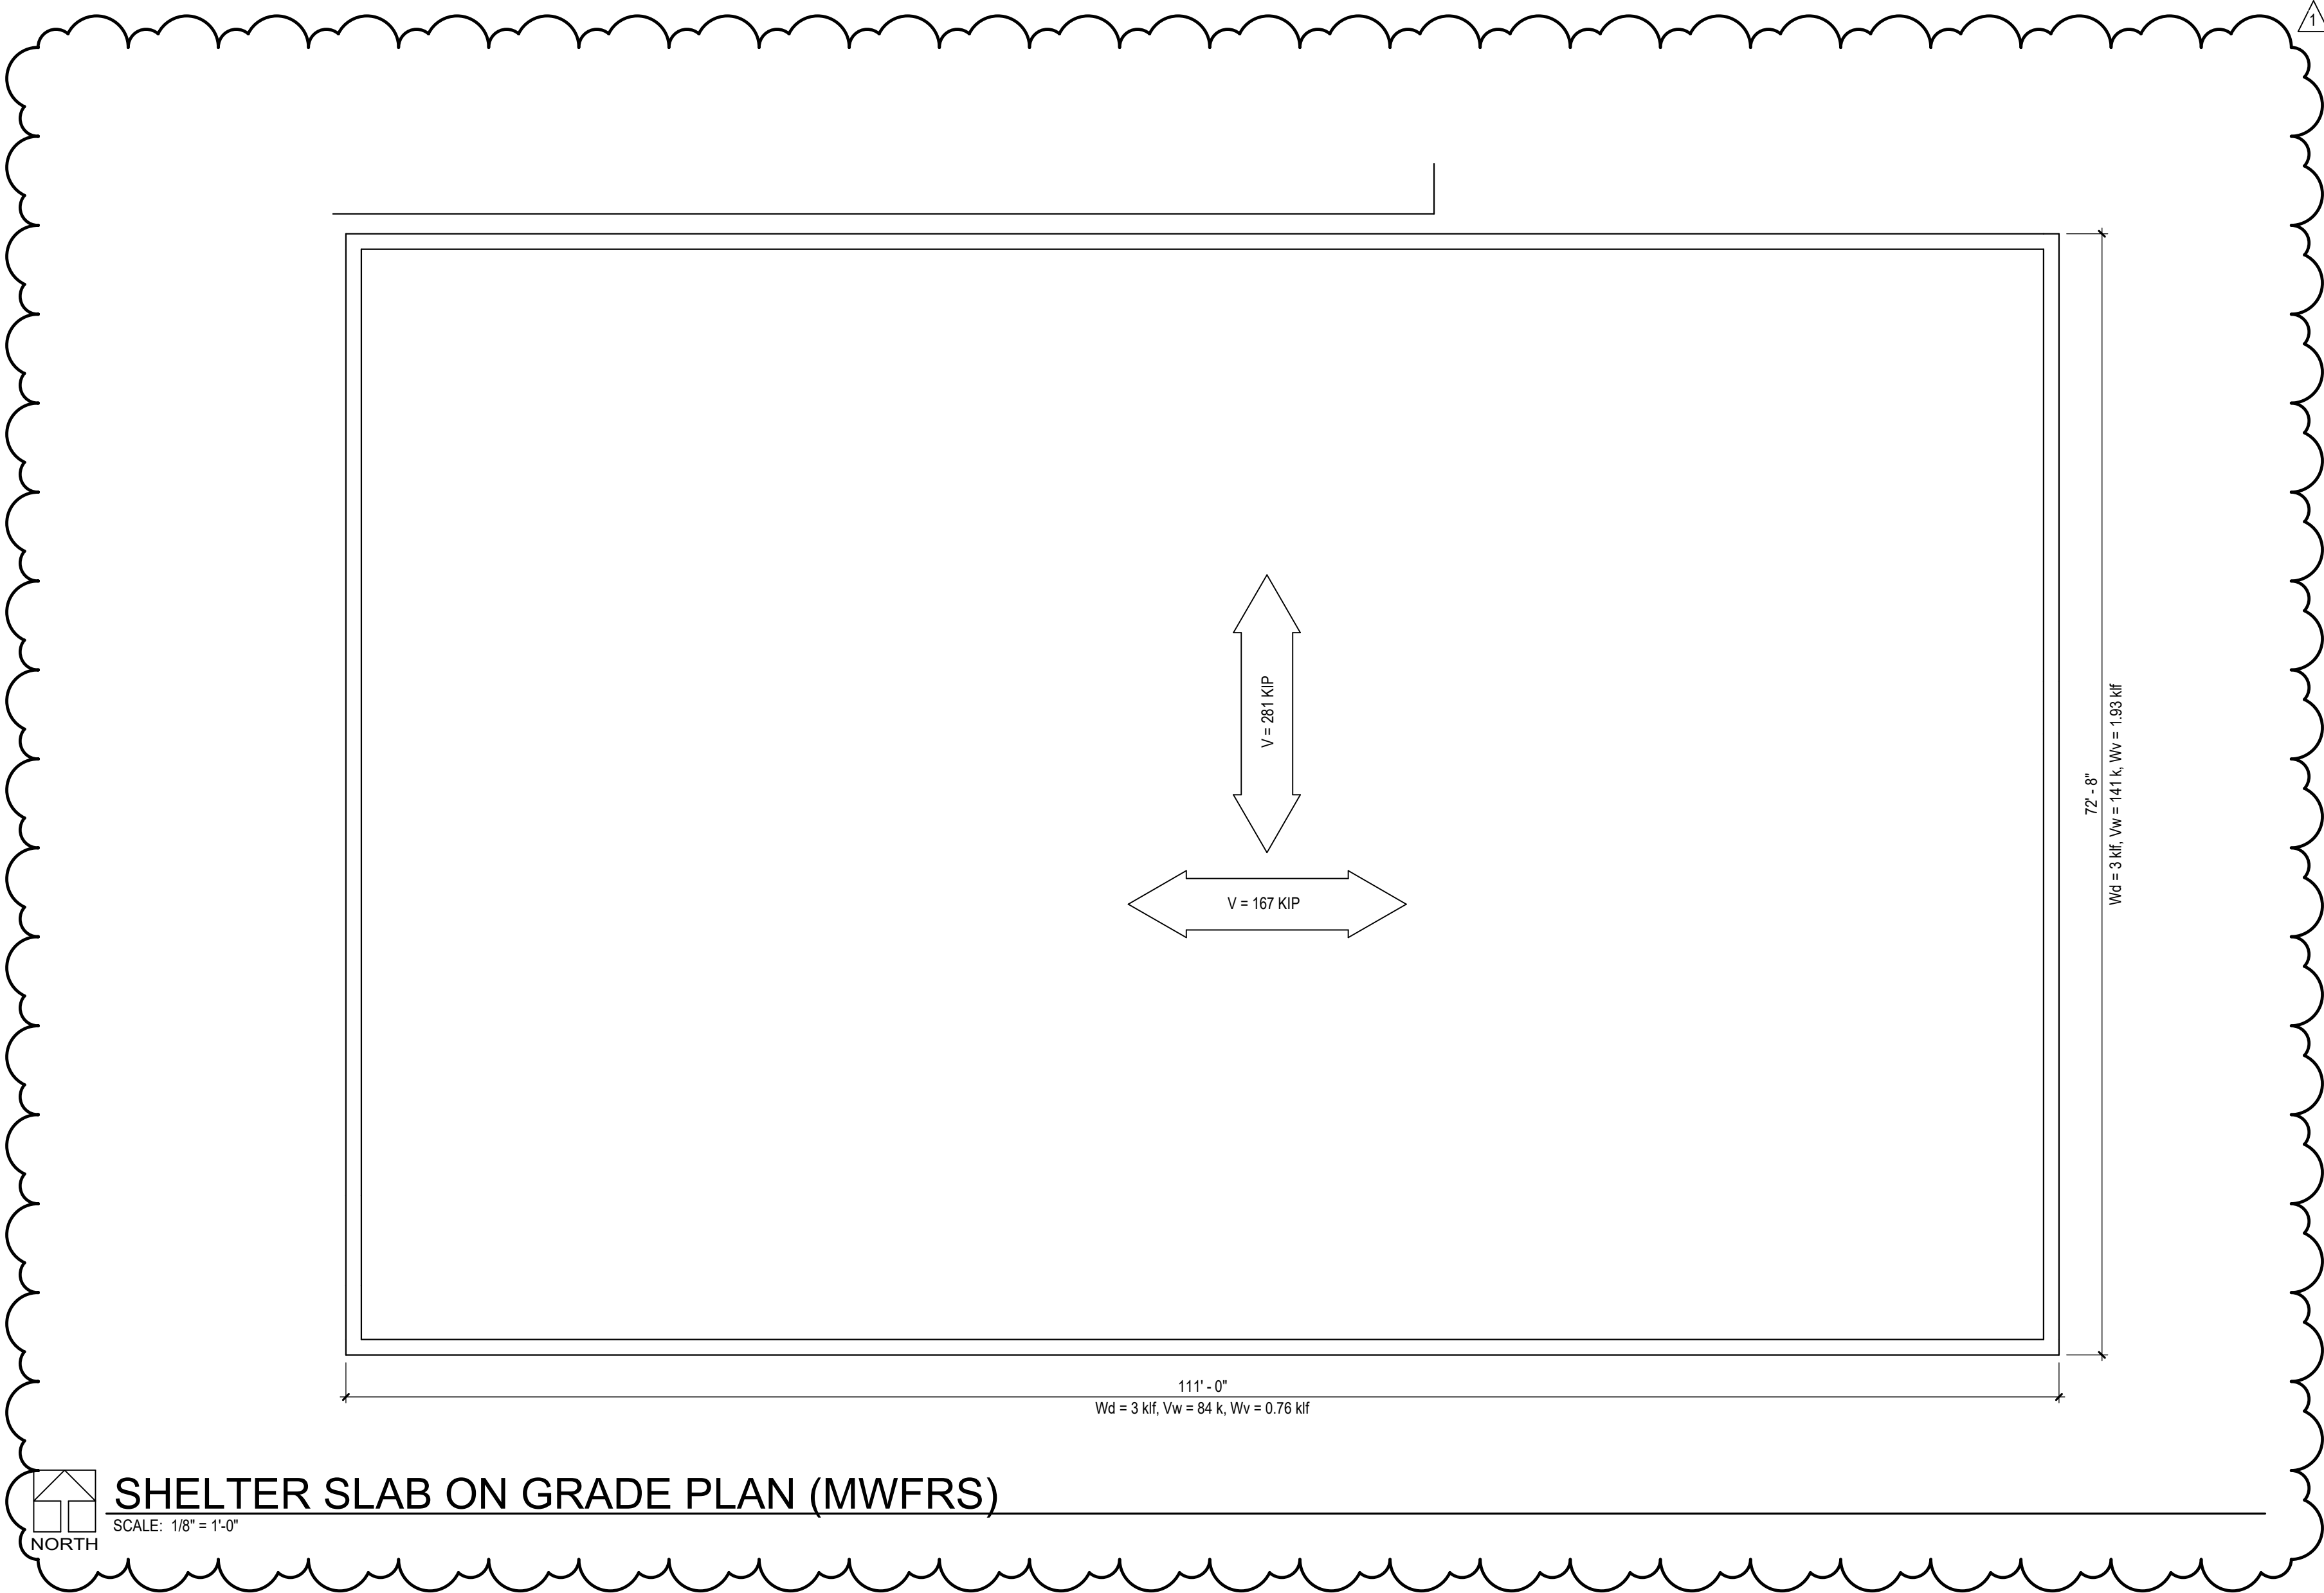 1
V = 281 KIP
V = 167 KIP
72' - 8"
Wd = 3 klf, Vw = 141 k, Wv = 1.93 klf
111' - 0"
Wd = 3 klf, Vw = 84 k, Wv = 0.76 klf
SHELTER SLAB ON GRADE PLAN (MWFRS)
SCALE: 1/8" = 1'-0"
NORTH